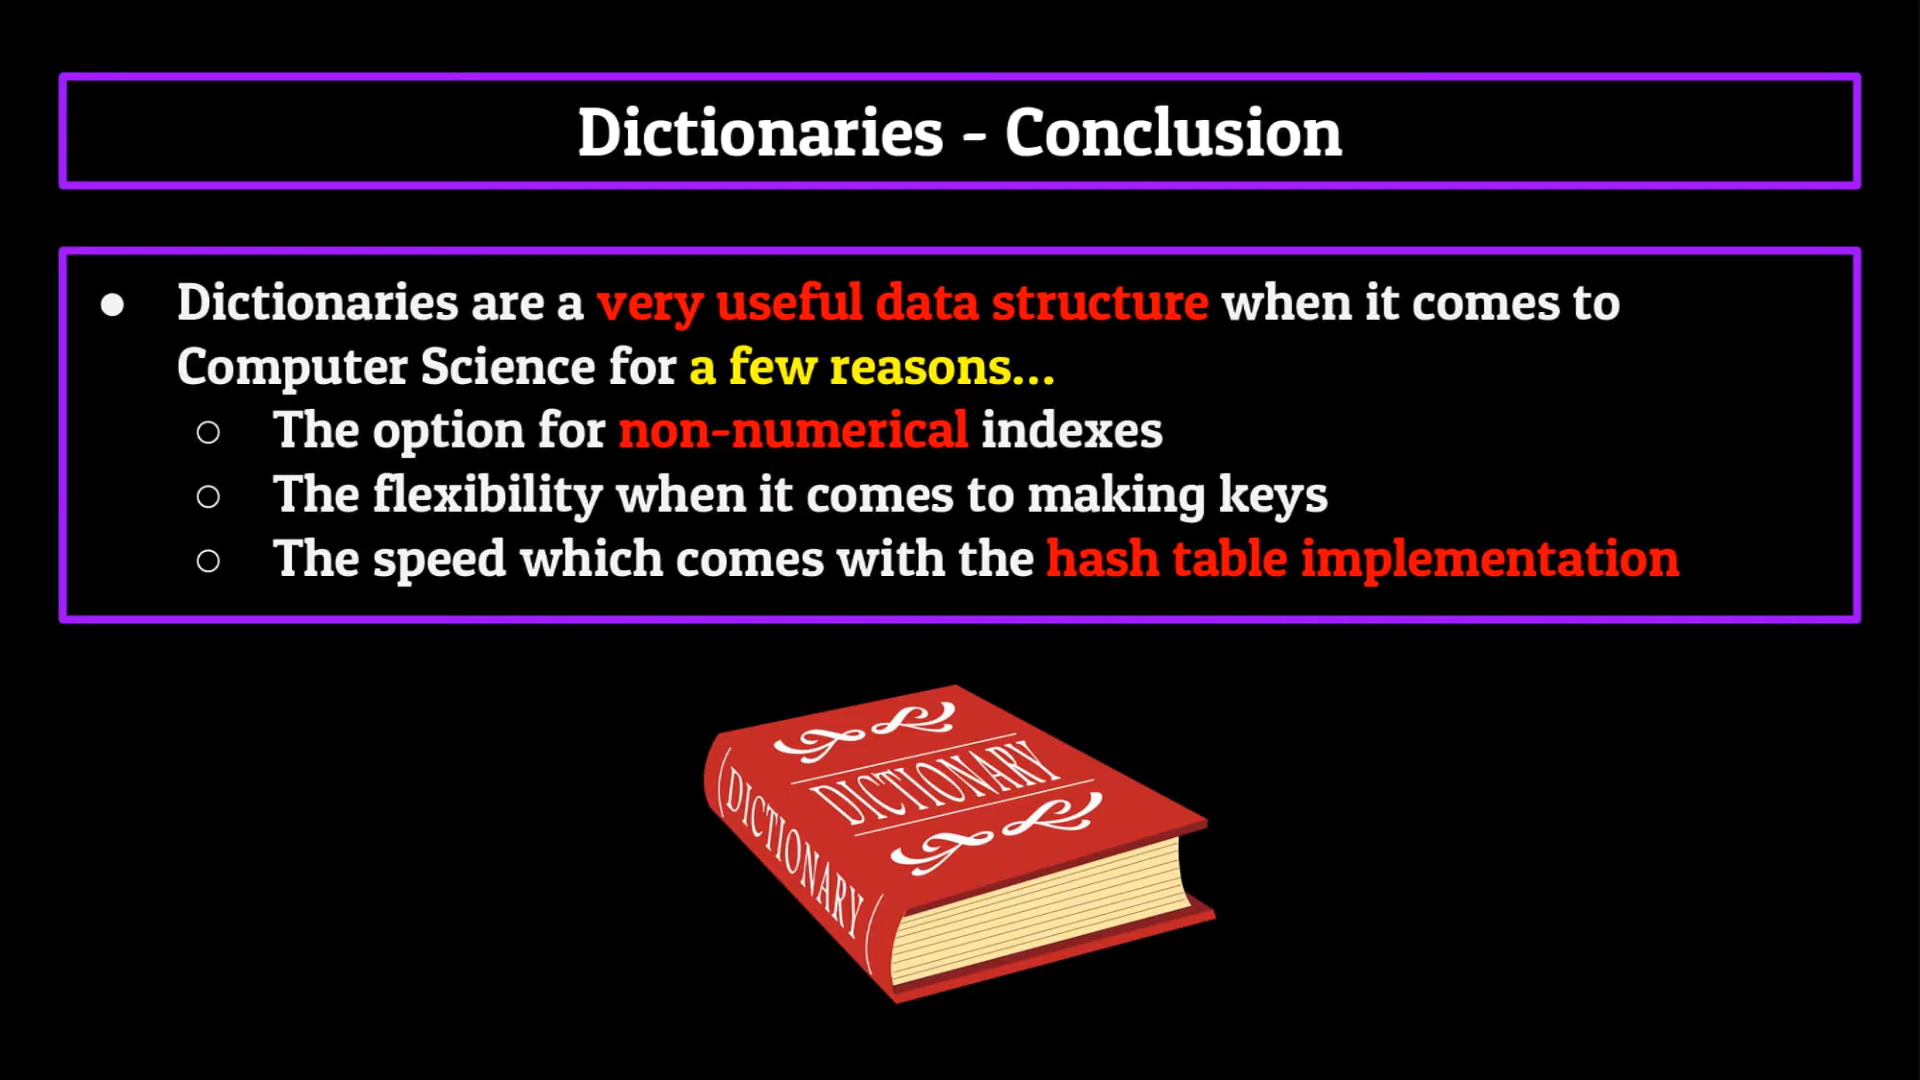 Dictionaries - Conclusion
● Dictionaries are a very useful data structure when it comes to
Computer Science for a few reasons...
○ The option for non-numerical indexes
○ The flexibility when it comes to making keys
○ The speed which comes with the hash table implementation
DICTIONARY
DICTIONARY